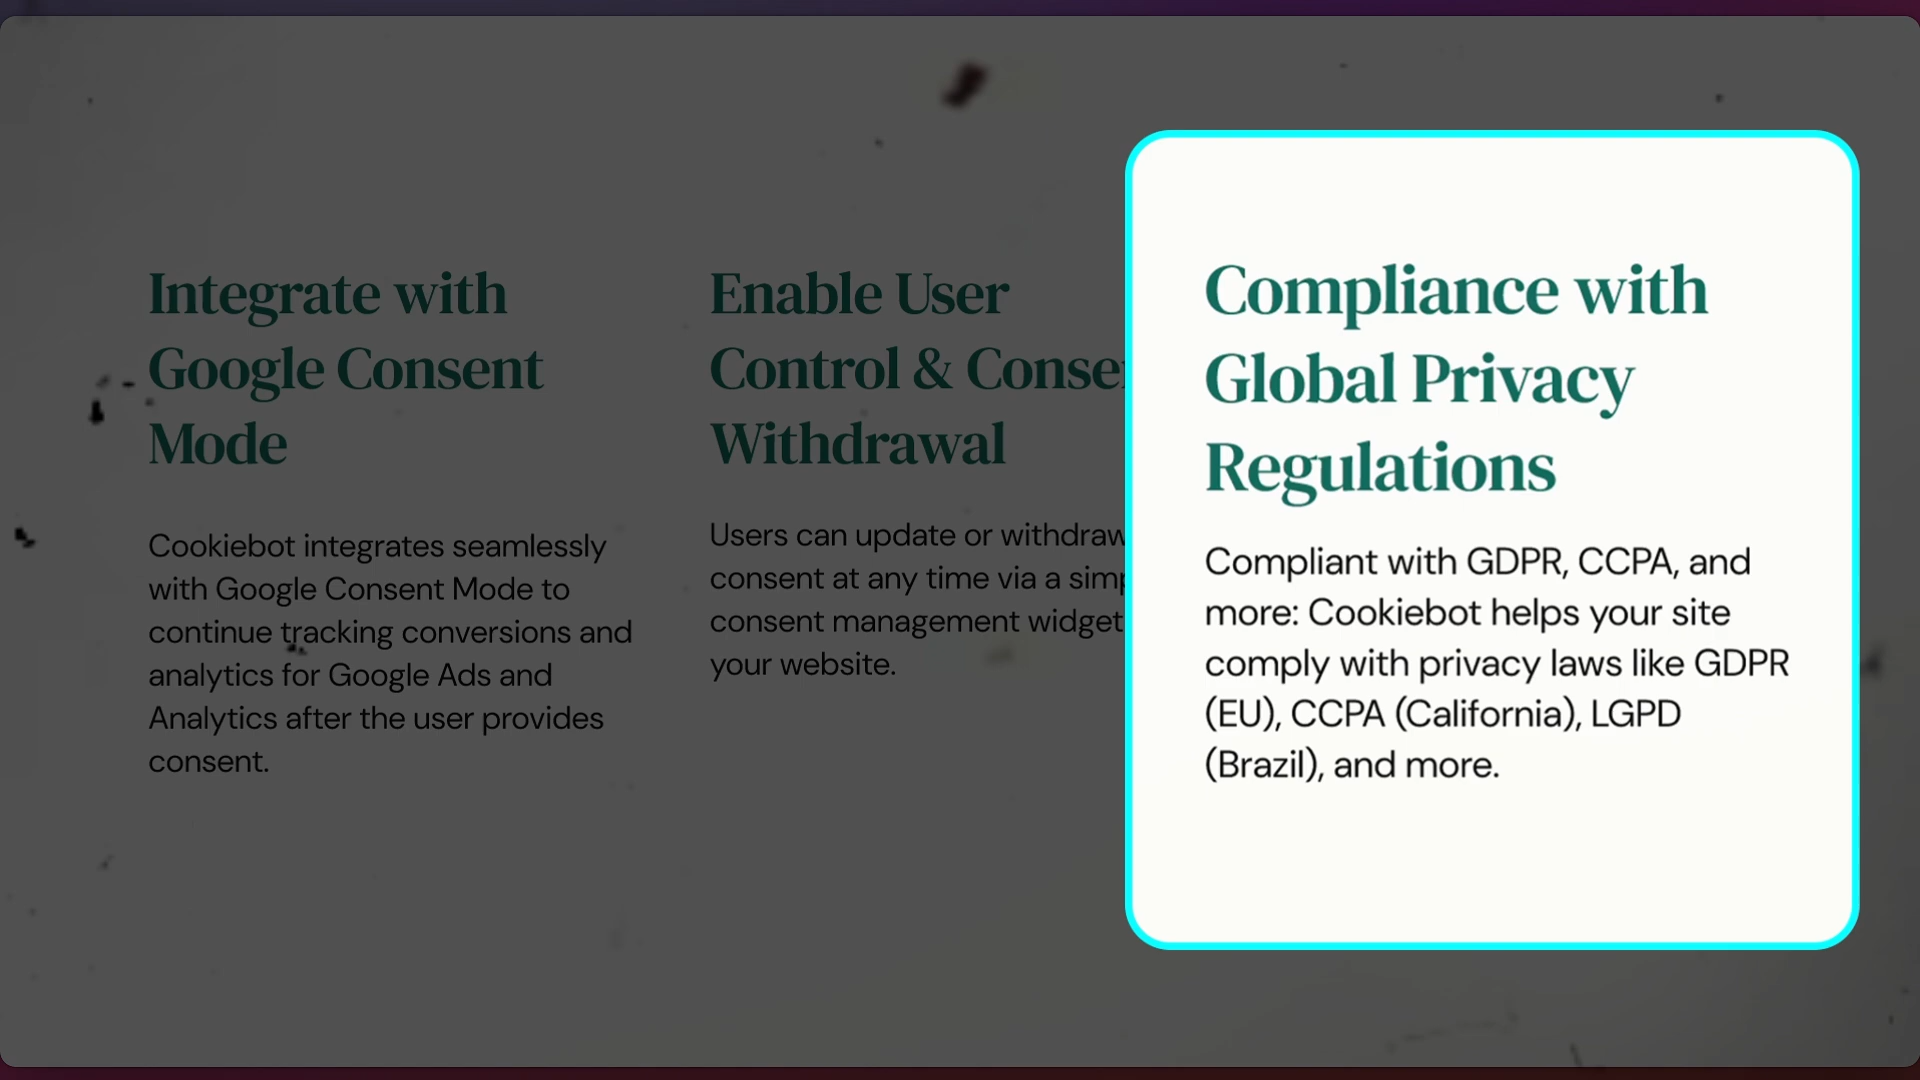 Integrate with
Google Consent
Mode
Cookiebot integrates seamlessly
with Google Consent Mode to
continue tracking conversions and
analytics for Google Ads and
Analytics after the user provides
consent.
Enable User
Control &
Withdrawal
Users can update or withdraw
consent at any time via a
consent management widget
your website.
Compliance with
Global Privacy
Regulations
Compliant with GDPR, CCPA, and
more: Cookiebot helps your site
comply with privacy laws like GDPR
(EU), CCPA (California), LGPD
(Brazil), and more.